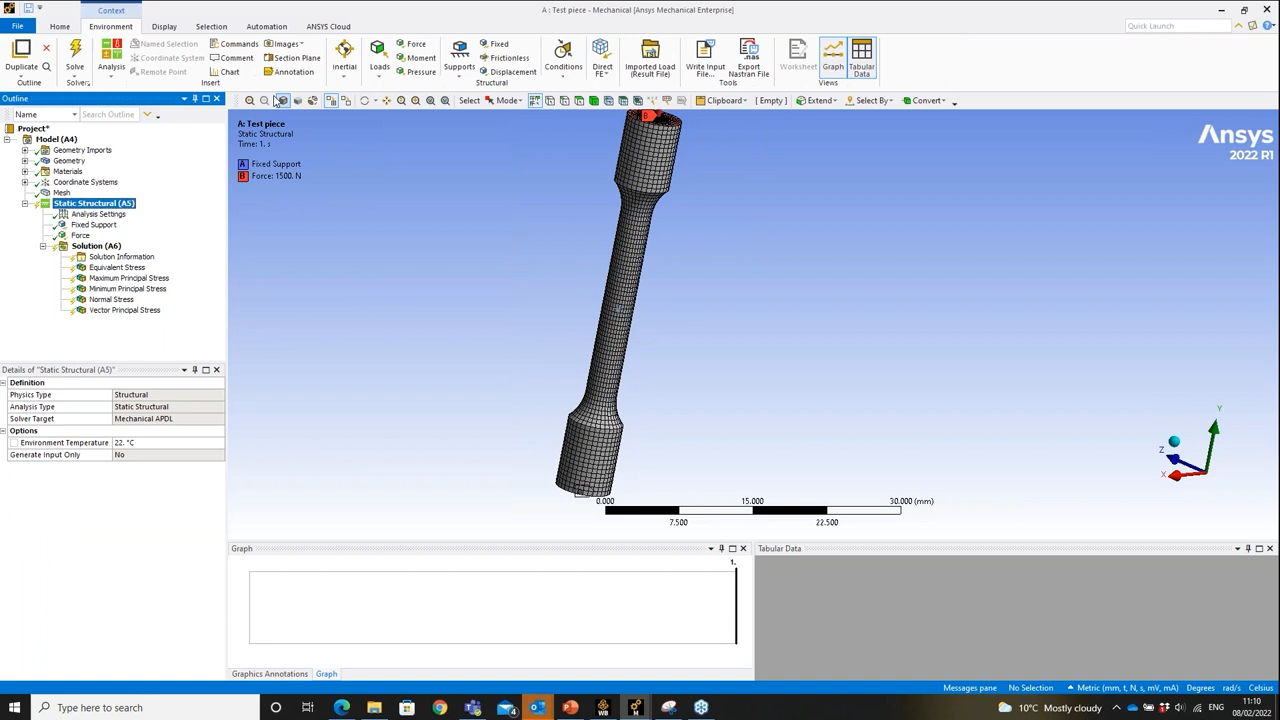 Context
A : Test piece - Mechanical [Ansys Mechanical Enterprise]
File Home Environment Display Selection Automation ANSYS Cloud
Quick Launch
Duplicate
Outline
Solve
Solver
Analysis
Named Selection
Coordinate System
Remote Point
Commands
Comment
Chart
Images
Section Plane
Annotation
Insert
Inertial
Loads
Force
Moment
Pressure
Supports
Fixed
Frictionless
Displacement
Structural
Conditions
Direct
FE
Imported Load
(Result File)
Write Input
File...
Export
Nastran File
Tools
Worksheet
Graph
Tabular
Data
Views
Outline
Select Mode Clipboard [ Empty ] Extend Select By Convert
Name Search Outline
Project*
Model (A4)
Geometry Imports
Geometry
Materials
Coordinate Systems
Mesh
Static Structural (A5)
Analysis Settings
Fixed Support
Force
Solution (A6)
Solution Information
Equivalent Stress
Maximum Principal Stress
Minimum Principal Stress
Normal Stress
Vector Principal Stress
A: Test piece
Static Structural
Time: 1. s
A Fixed Support
B Force: 1500. N
B
Ansys
2022 R1
Y
Z
X
0.000 15.000 30.000 (mm)
7.500 22.500
Details of "Static Structural (A5)"
Definition
Physics Type Structural
Analysis Type Static Structural
Solver Target Mechanical APDL
Options
Environment Temperature 22. °C
Generate Input Only No
Graph
1.
Tabular Data
Graphics Annotations Graph
Messages pane No Selection Metric (mm, t, N, s, mV, mA) Degrees rad/s Celsius
Type here to search
10°C Mostly cloudy
ENG
11:10
08/02/2022